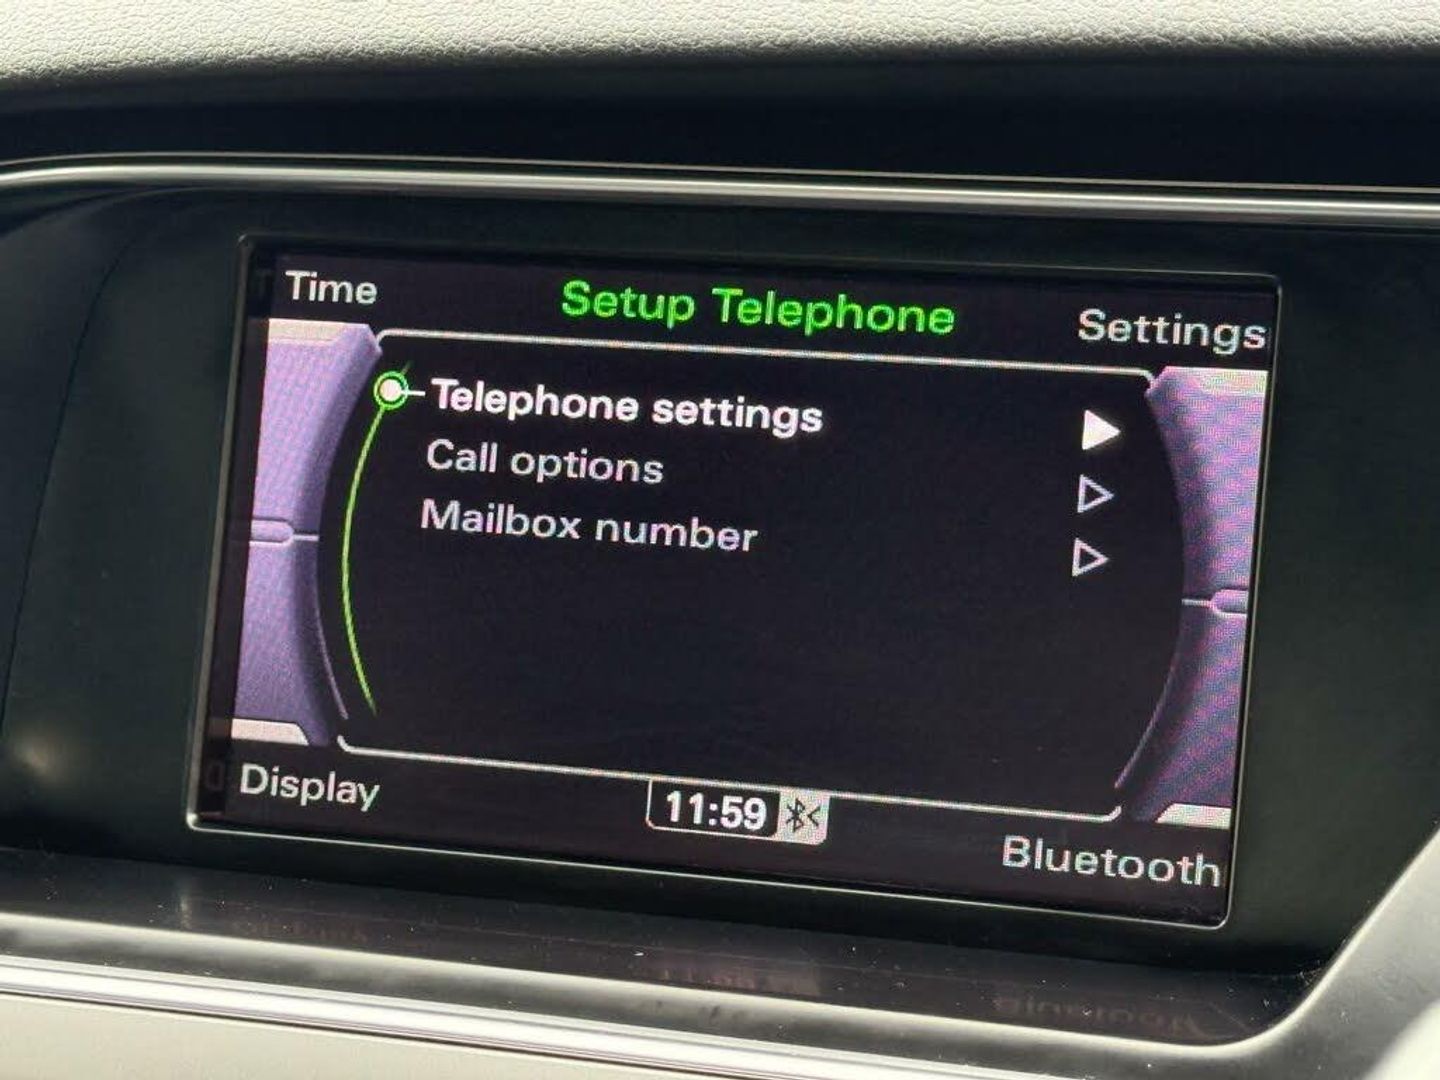 Time
Setup Telephone
Settings
Telephone settings
Call options
Mailbox number
Display
11:59
Bluetooth